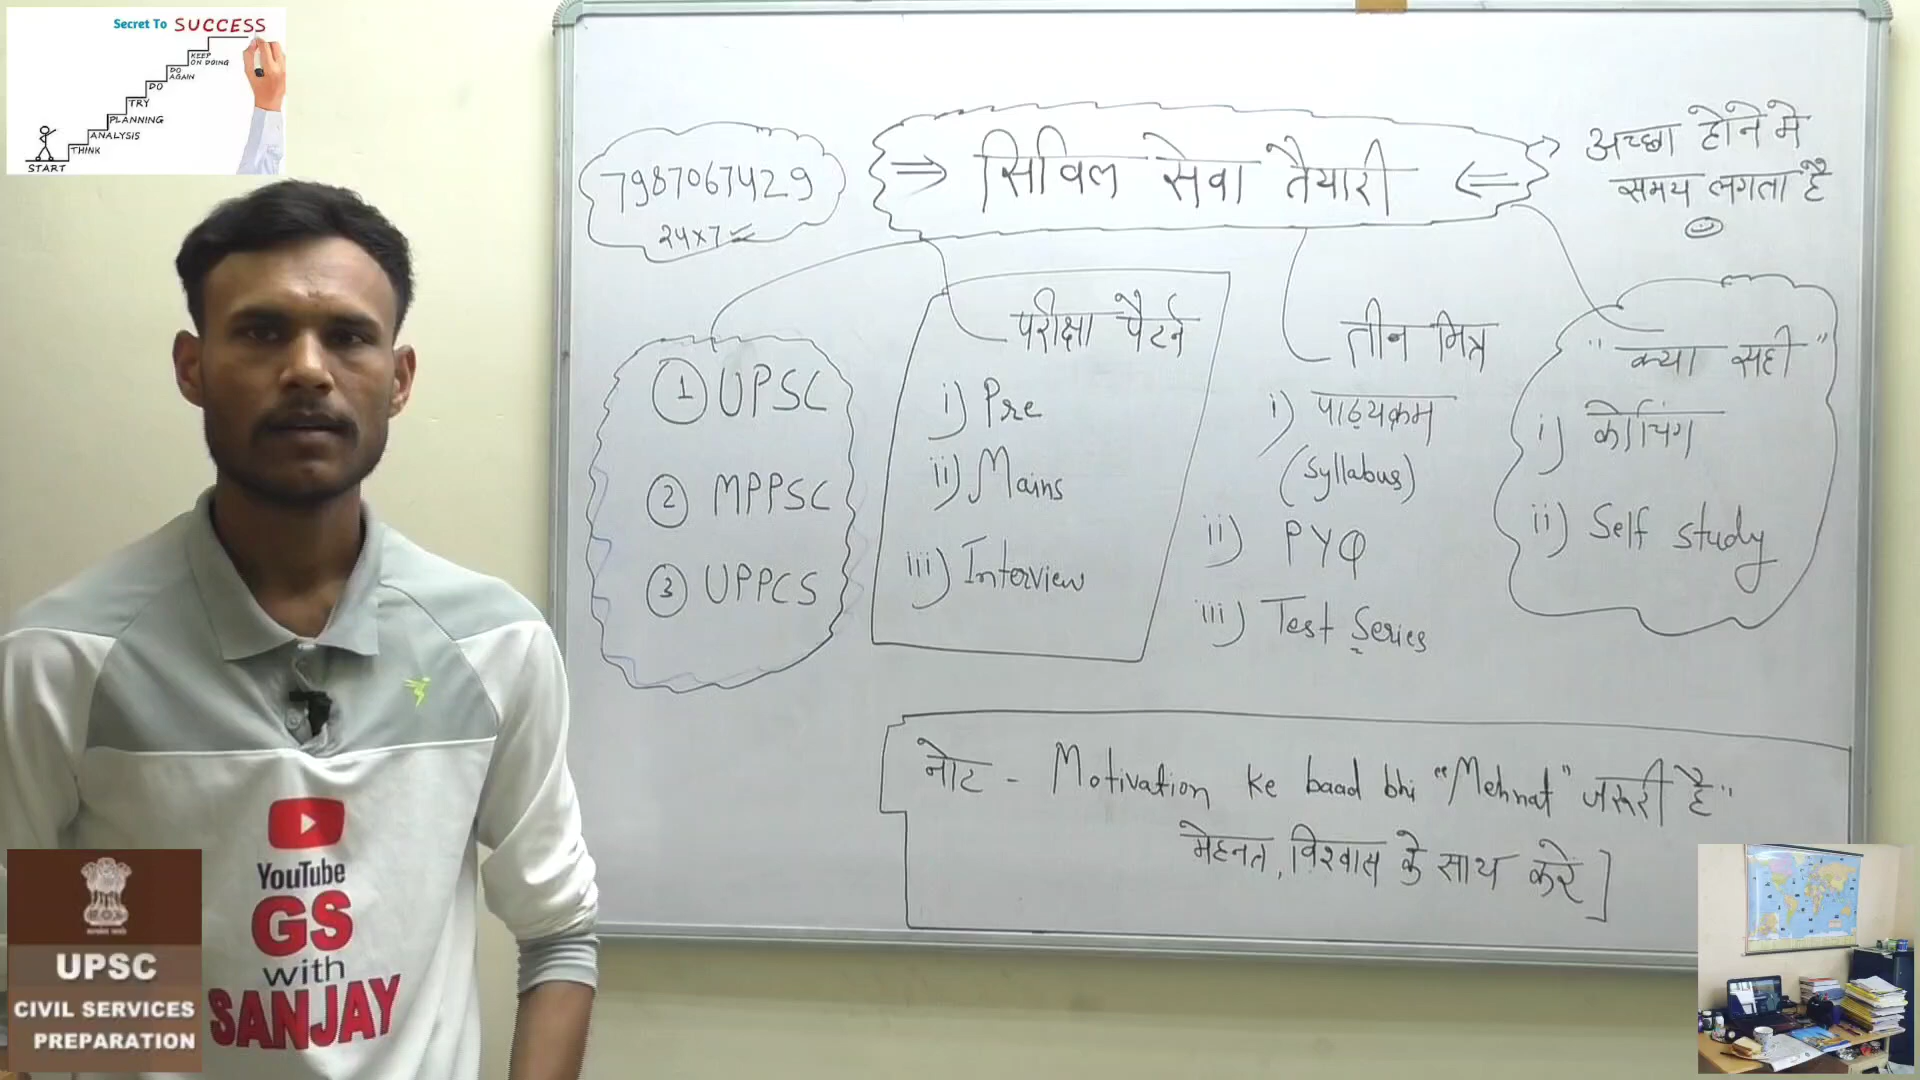 Secret To SUCCESS
KEEP
ON DOING
DO
AGAIN
DO
TRY
PLANNING
ANALYSIS
THINK
START
7987067429
24x7
⇒ सिविल सेवा तैयारी ⇐
अच्छा होने मे
समय लगता है
① UPSC
② MPPSC
③ UPPCS
परीक्षा पैटर्न
i) Pre
ii) Mains
iii) Interview
तीन मित्र
i) पाठ्यक्रम
(Syllabus)
ii) PYQ
iii) Test Series
"क्या सही"
i) कोचिंग
ii) Self study
नोट - Motivation ke baad bhi "Mehnat" जरूरी है"
मेहनत, विश्वास के साथ करें]
YouTube
GS
with
SANJAY
UPSC
CIVIL SERVICES
PREPARATION